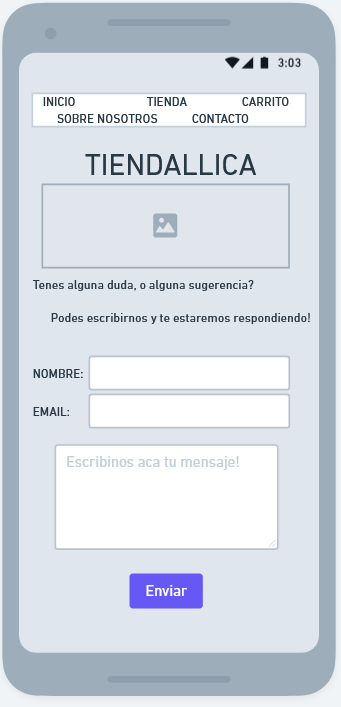 3:03
INICIO TIENDA CARRITO
SOBRE NOSOTROS CONTACTO
TIENDALLICA
Tenes alguna duda, o alguna sugerencia?
Podes escribirnos y te estaremos respondiendo!
NOMBRE:
EMAIL:
Escribinos aca tu mensaje!
Enviar